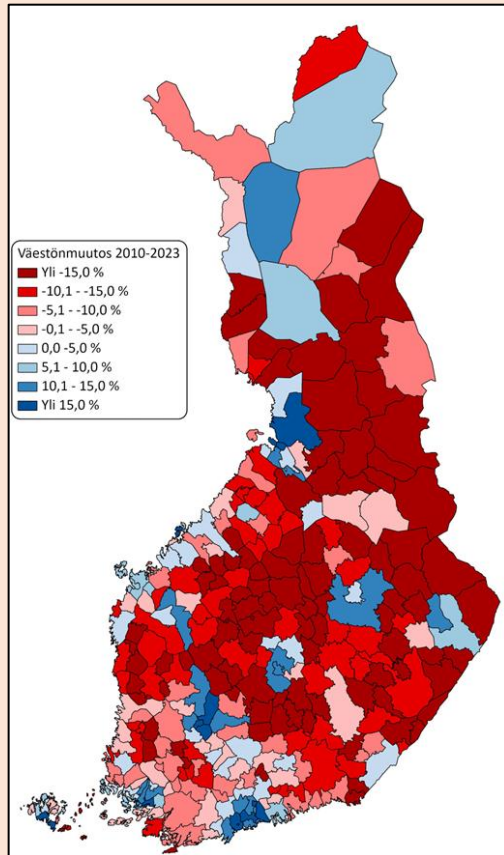 Väestönmuutos 2010-2023
Yli -15,0 %
-10,1 - -15,0 %
-5,1 - -10,0 %
-0,1 - -5,0 %
0,0 -5,0 %
5,1 - 10,0 %
10,1 - 15,0 %
Yli 15,0 %